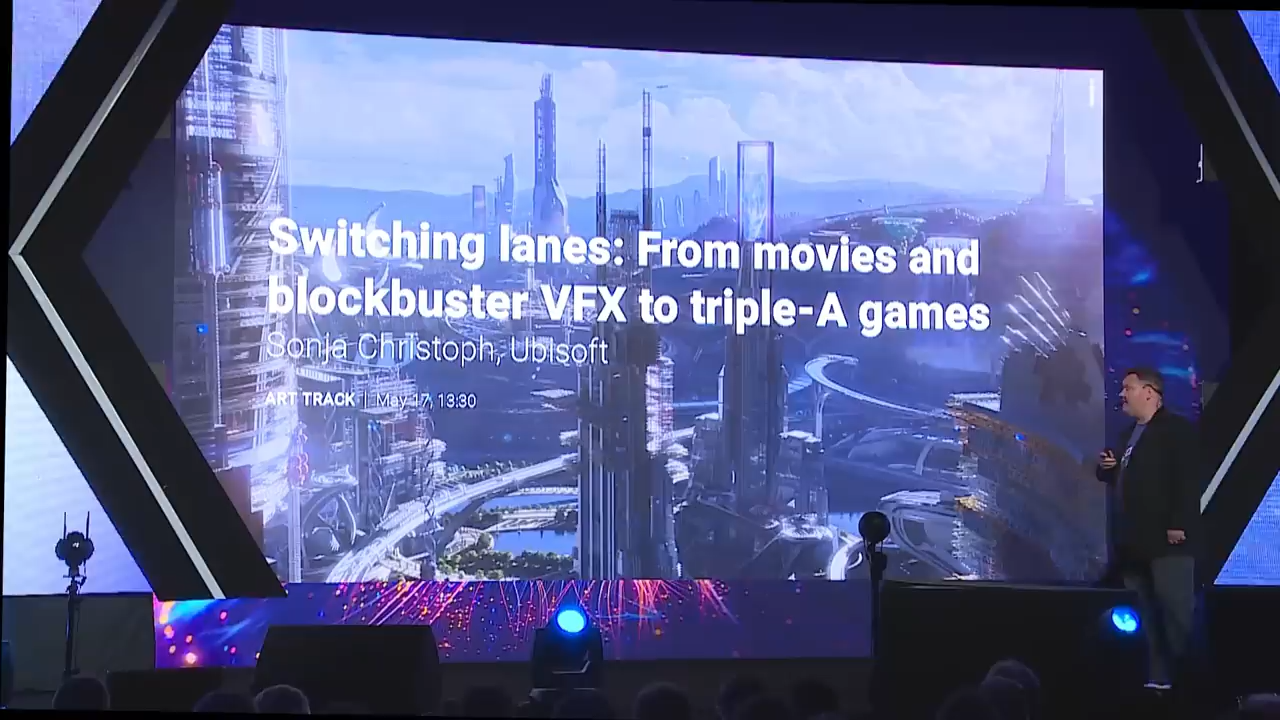 Switching lanes: From movies and
blockbuster VFX to triple-A games
Sonja Christoph, Ubisoft
ART TRACK | May 17, 13:30